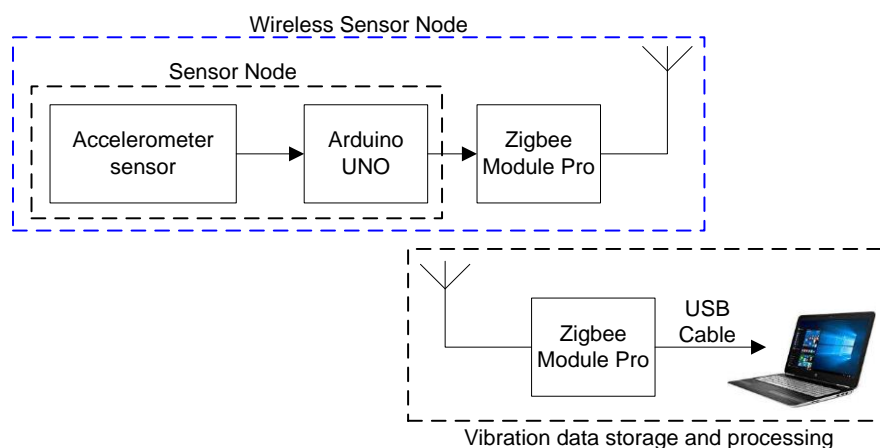 Wireless Sensor Node
Sensor Node
Accelerometer
sensor
Arduino
UNO
Zigbee
Module Pro
Zigbee
Module Pro
USB
Cable
Vibration data storage and processing